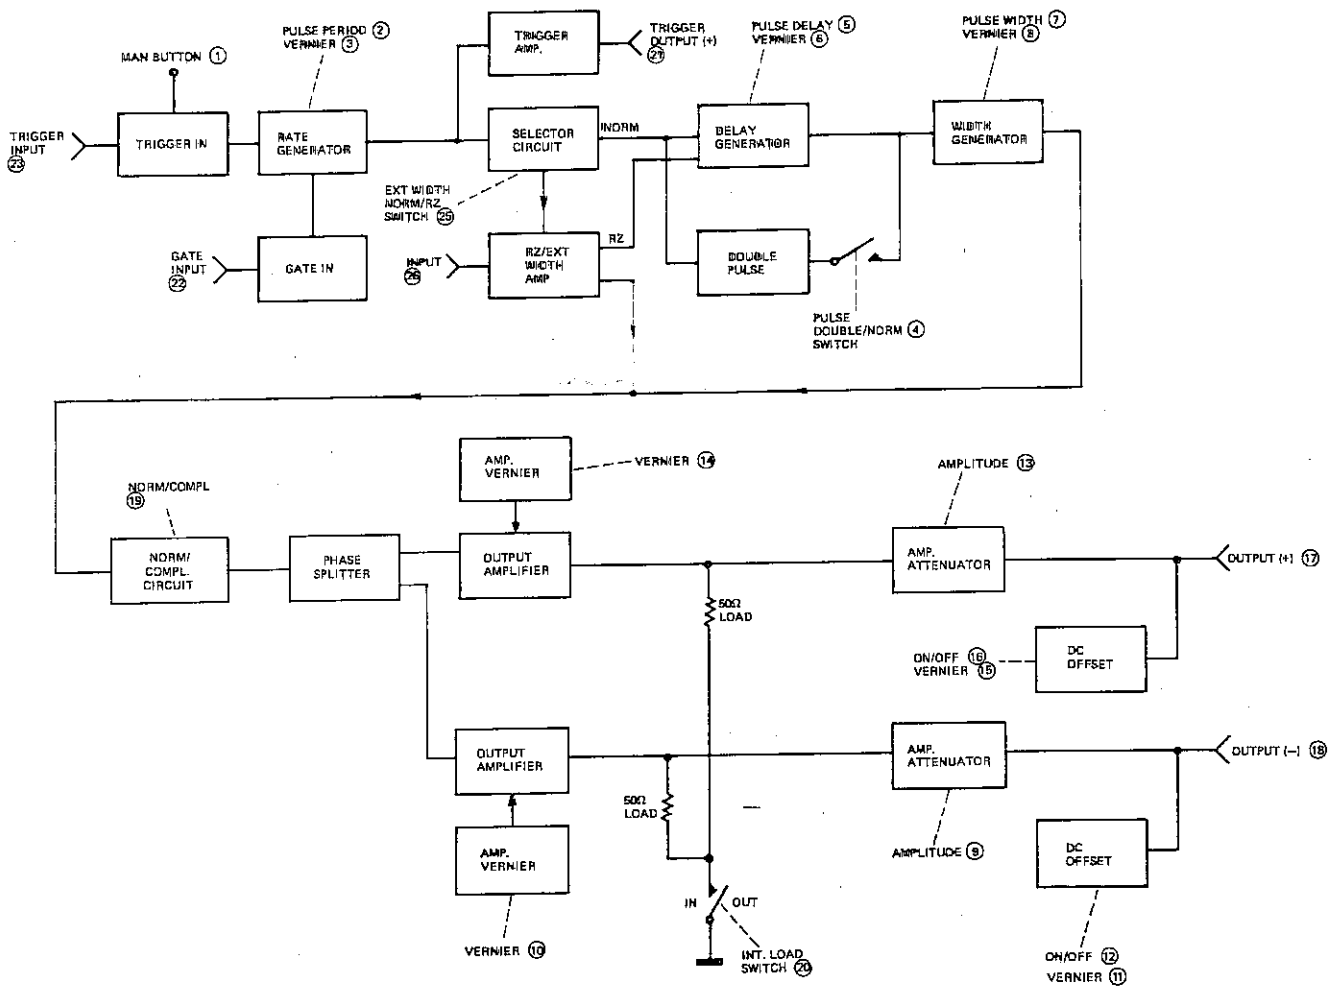 PULSE PERIOD 2
VERNIER 3
MAN BUTTON 1
TRIGGER
INPUT
23
TRIGGER IN
RATE
GENERATOR
GATE
INPUT
22
GATE IN
TRIGGER
AMP.
TRIGGER
OUTPUT (+)
21
SELECTOR
CIRCUIT
NORM
EXT WIDTH
NORM/RZ
SWITCH 25
INPUT
26
RZ/EXT
WIDTH
AMP
RZ
PULSE DELAY 5
VERNIER 6
DELAY
GENERATOR
DOUBLE
PULSE
PULSE
DOUBLE/NORM 4
SWITCH
PULSE WIDTH 7
VERNIER 8
WIDTH
GENERATOR
NORM/COMPL
19
NORM/
COMPL.
CIRCUIT
PHASE
SPLITTER
AMP.
VERNIER
VERNIER 14
OUTPUT
AMPLIFIER
50Ω
LOAD
AMPLITUDE 13
AMP.
ATTENUATOR
OUTPUT (+) 17
ON/OFF 16
VERNIER 15
DC
OFFSET
OUTPUT
AMPLIFIER
AMP.
VERNIER
VERNIER 10
50Ω
LOAD
IN OUT
INT. LOAD
SWITCH 20
AMP.
ATTENUATOR
AMPLITUDE 9
OUTPUT (—) 18
DC
OFFSET
ON/OFF 12
VERNIER 11